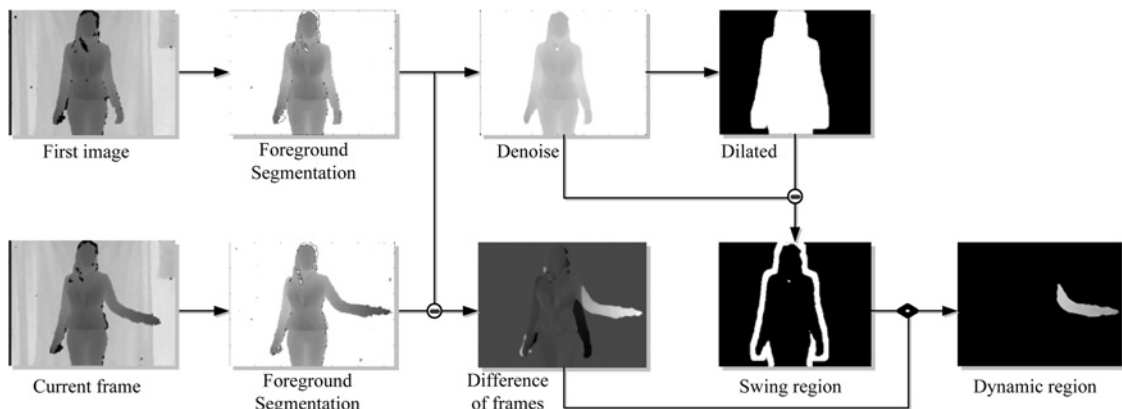 First image
Foreground
Segmentation
Denoise
Dilated
Current frame
Foreground
Segmentation
Difference
of frames
Swing region
Dynamic region